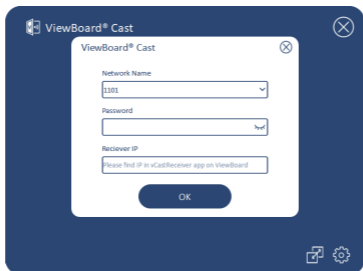 ViewBoard® Cast
ViewBoard® Cast
Network Name
1101
Password
Reciever IP
Please find IP in vCastReceiver app on ViewBoard
OK